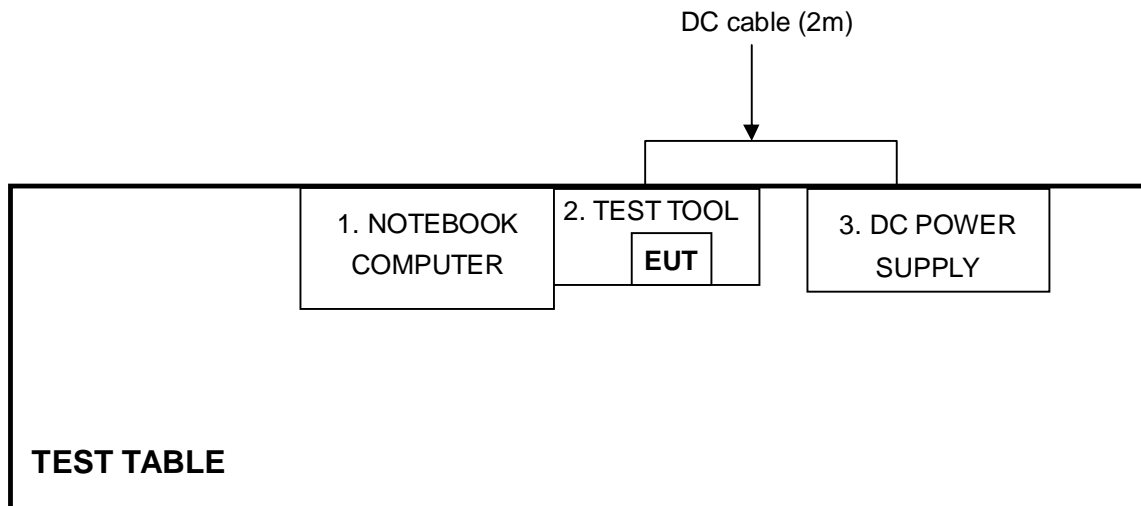 DC cable (2m)
1. NOTEBOOK
COMPUTER
2. TEST TOOL
EUT
3. DC POWER
SUPPLY
TEST TABLE